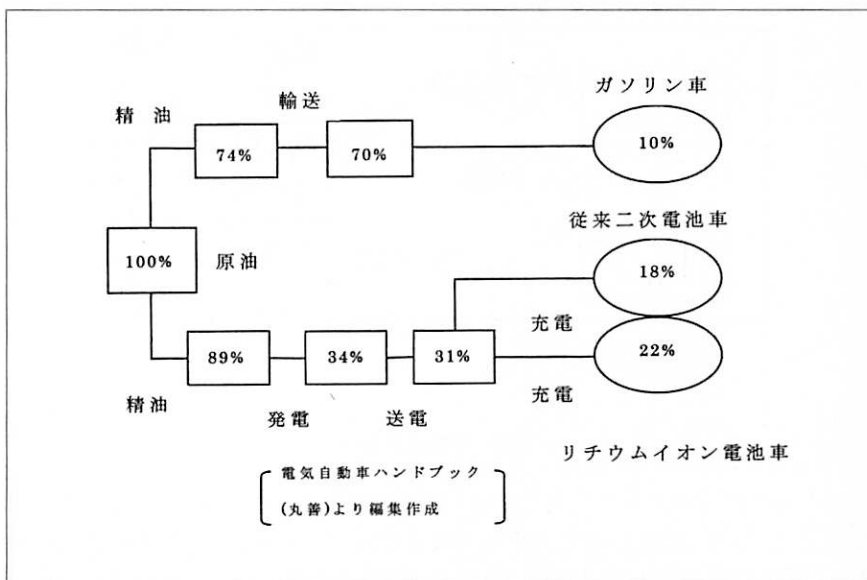 ガソリン車
精油
輸送
74%
70%
10%
従来二次電池車
100%
原油
18%
充電
89%
34%
31%
22%
精油
発電
送電
充電
リチウムイオン電池車
電気自動車ハンドブック
(丸善)より編集作成